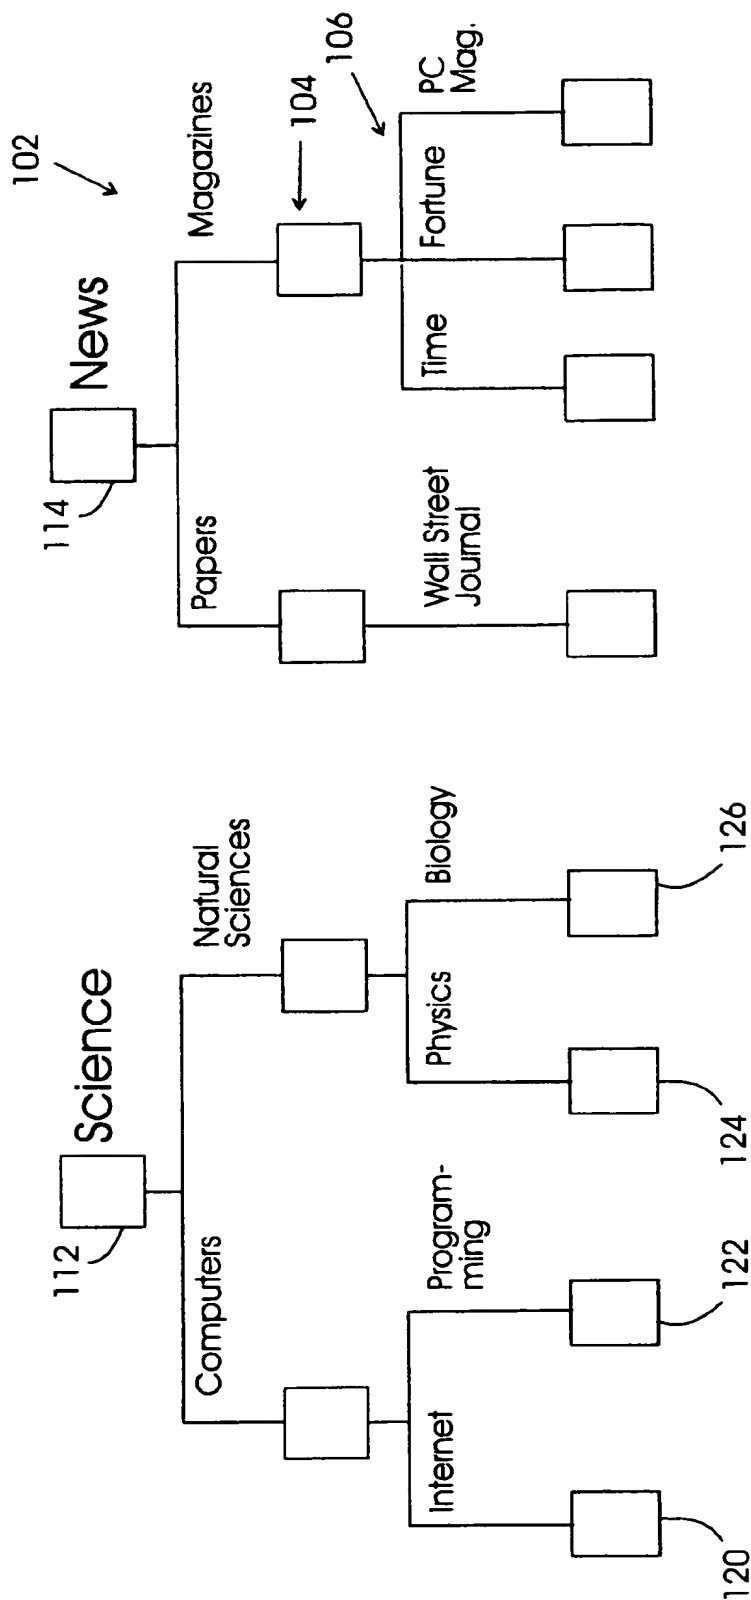 102
Science
112
News
114
Computers
Natural
Sciences
Papers
Magazines
104
106
Internet
Program-
ming
Physics
Biology
Wall Street
Journal
Time
Fortune
PC
Mag.
120
122
124
126